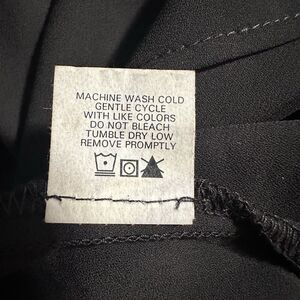 MACHINE WASH COLD
GENTLE CYCLE
WITH LIKE COLORS
DO NOT BLEACH
TUMBLE DRY LOW
REMOVE PROMPTLY